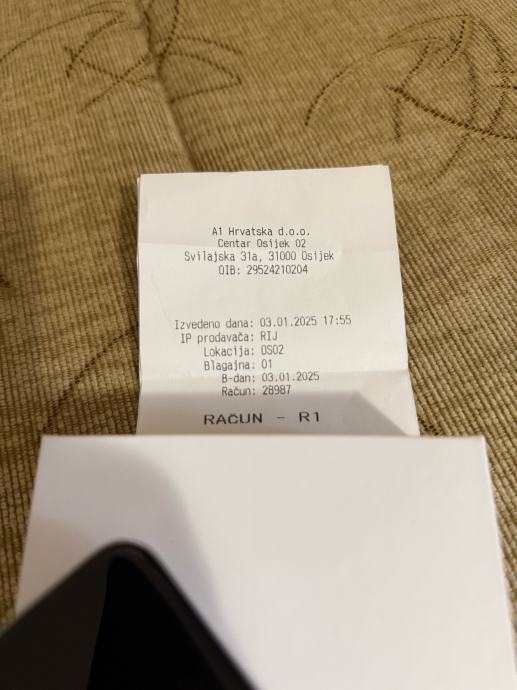 A1 Hrvatska d.o.o.
Centar Osijek 02
Svilajska 31a, 31000 Osijek
OIB: 29524210204
Izvedeno dana: 03.01.2025 17:55
IP prodavača: RIJ
Lokacija: OS02
Blagajna: 01
B-dan: 03.01.2025
Račun: 28987
RAČUN - R1